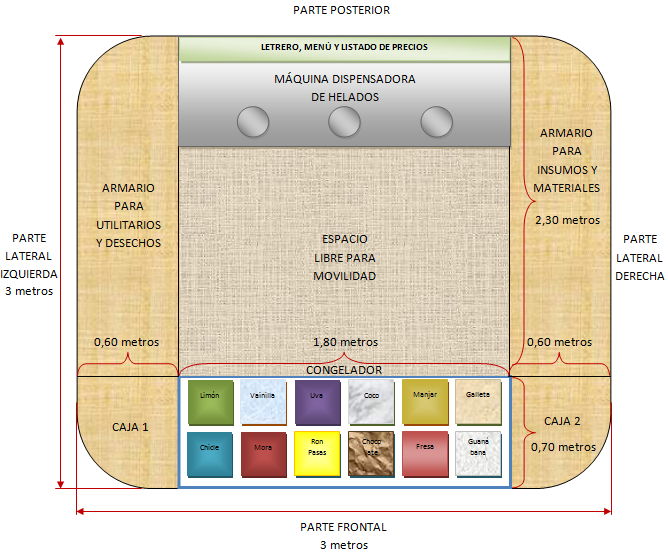 PARTE POSTERIOR
LETRERO, MENÚ Y LISTADO DE PRECIOS
MÁQUINA DISPENSADORA
DE HELADOS
ARMARIO
PARA
UTILITARIOS
Y DESECHOS
ARMARIO
PARA
INSUMOS Y
MATERIALES
2,30 metros
ESPACIO
LIBRE PARA
MOVILIDAD
PARTE
LATERAL
IZQUIERDA
3 metros
PARTE
LATERAL
DERECHA
0,60 metros
1,80 metros
0,60 metros
CONGELADOR
Limón
Vainilla
Uva
Coco
Manjar
Galleta
CAJA 1
CAJA 2
0,70 metros
Chicle
Mora
Ron
Pasas
Choco
late
Fresa
Guaná
bana
PARTE FRONTAL
3 metros